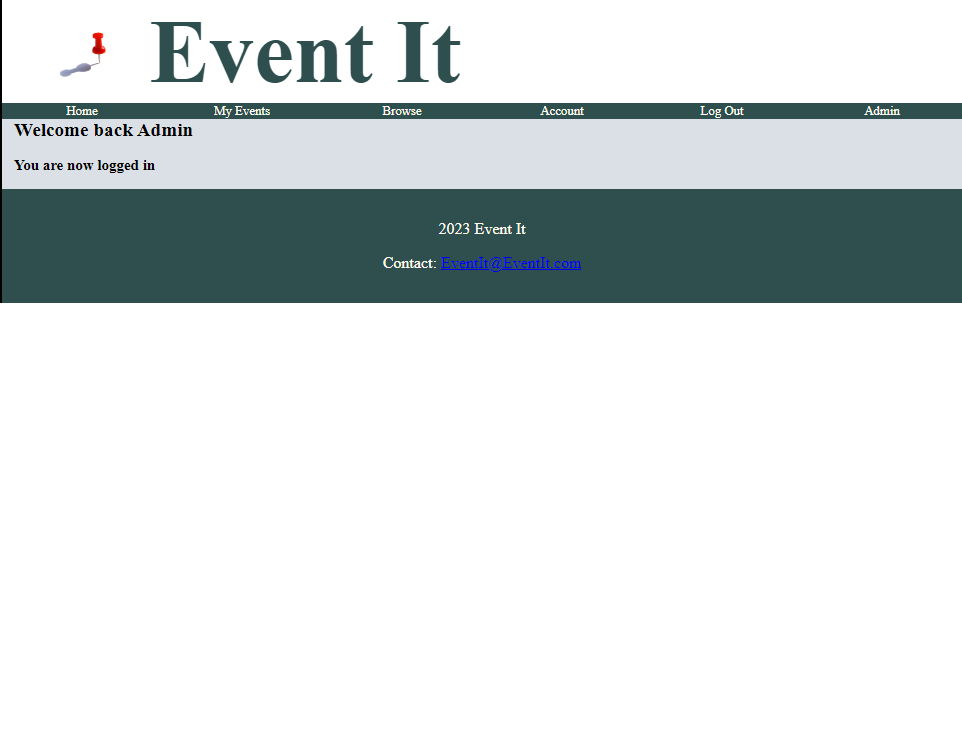 Event It
Home My Events Browse Account Log Out Admin
Welcome back Admin
You are now logged in
2023 Event It
Contact: EventIt@EventIt.com